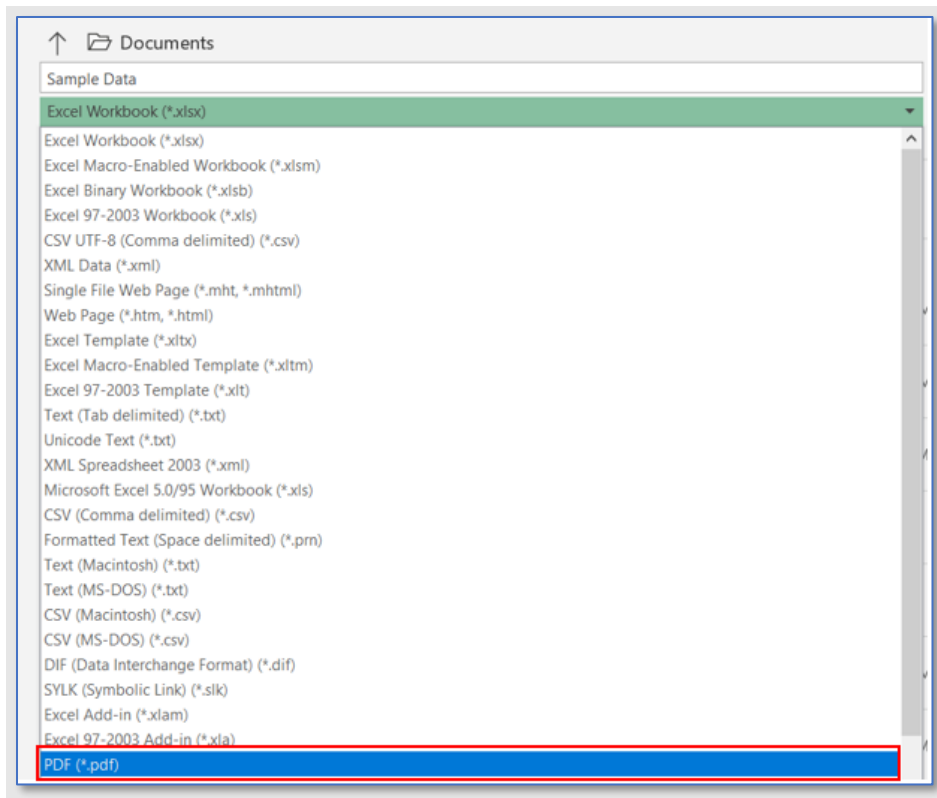 Documents
Sample Data
Excel Workbook (*.xlsx)
Excel Workbook (*.xlsx)
Excel Macro-Enabled Workbook (*.xlsm)
Excel Binary Workbook (*.xlsb)
Excel 97-2003 Workbook (*.xls)
CSV UTF-8 (Comma delimited) (*.csv)
XML Data (*.xml)
Single File Web Page (*.mht, *.mhtml)
Web Page (*.htm, *.html)
Excel Template (*.xltx)
Excel Macro-Enabled Template (*.xltm)
Excel 97-2003 Template (*.xlt)
Text (Tab delimited) (*.txt)
Unicode Text (*.txt)
XML Spreadsheet 2003 (*.xml)
Microsoft Excel 5.0/95 Workbook (*.xls)
CSV (Comma delimited) (*.csv)
Formatted Text (Space delimited) (*.prn)
Text (Macintosh) (*.txt)
Text (MS-DOS) (*.txt)
CSV (Macintosh) (*.csv)
CSV (MS-DOS) (*.csv)
DIF (Data Interchange Format) (*.dif)
SYLK (Symbolic Link) (*.slk)
Excel Add-in (*.xlam)
Excel 97-2003 Add-in (*.xla)
PDF (*.pdf)